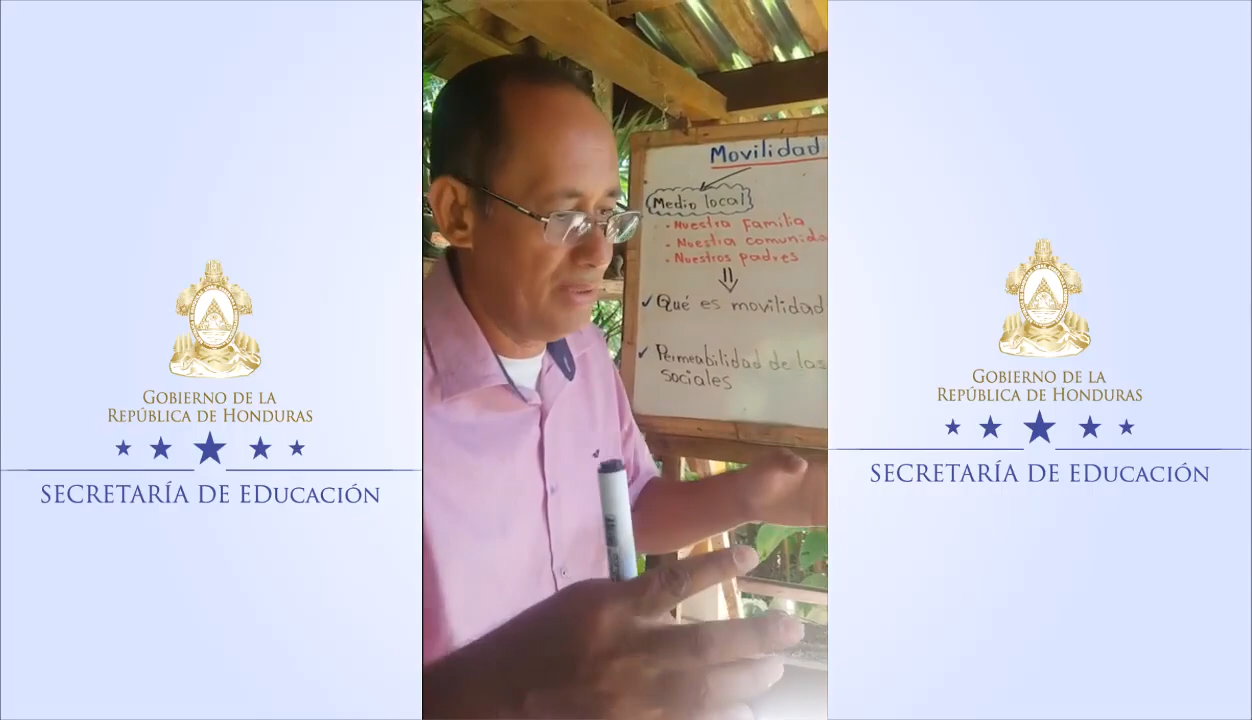 GOBIERNO DE LA
REPÚBLICA DE HONDURAS
SECRETARÍA DE EDUCACIÓN
Movilidad
Medio local
• Nuestra familia
• Nuestra comunida
• Nuestros padres
✓ Qué es movilidad
✓ Permeabilidad de las
sociales
GOBIERNO DE LA
REPÚBLICA DE HONDURAS
SECRETARÍA DE EDUCACIÓN